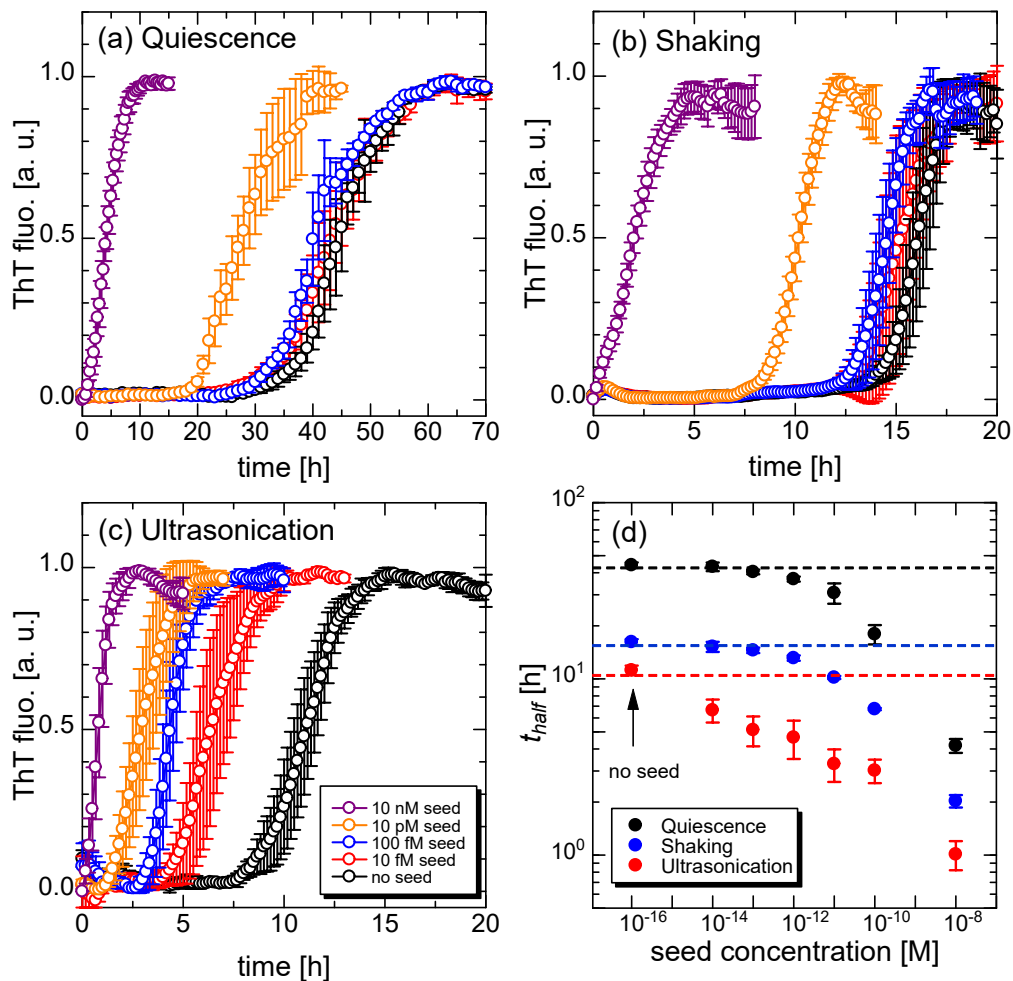 (a) Quiescence
ThT fluo. [a. u.]
1.0
0.5
0.0
0 10 20 30 40 50 60 70
time [h]
(b) Shaking
ThT fluo. [a. u.]
1.0
0.5
0.0
0 5 10 15 20
time [h]
(c) Ultrasonication
ThT fluo. [a. u.]
1.0
0.5
0.0
10 nM seed
10 pM seed
100 fM seed
10 fM seed
no seed
0 5 10 15 20
time [h]
(d)
t_half [h]
10^2
10^1
10^0
no seed
Quiescence
Shaking
Ultrasonication
10^-16 10^-14 10^-12 10^-10 10^-8
seed concentration [M]